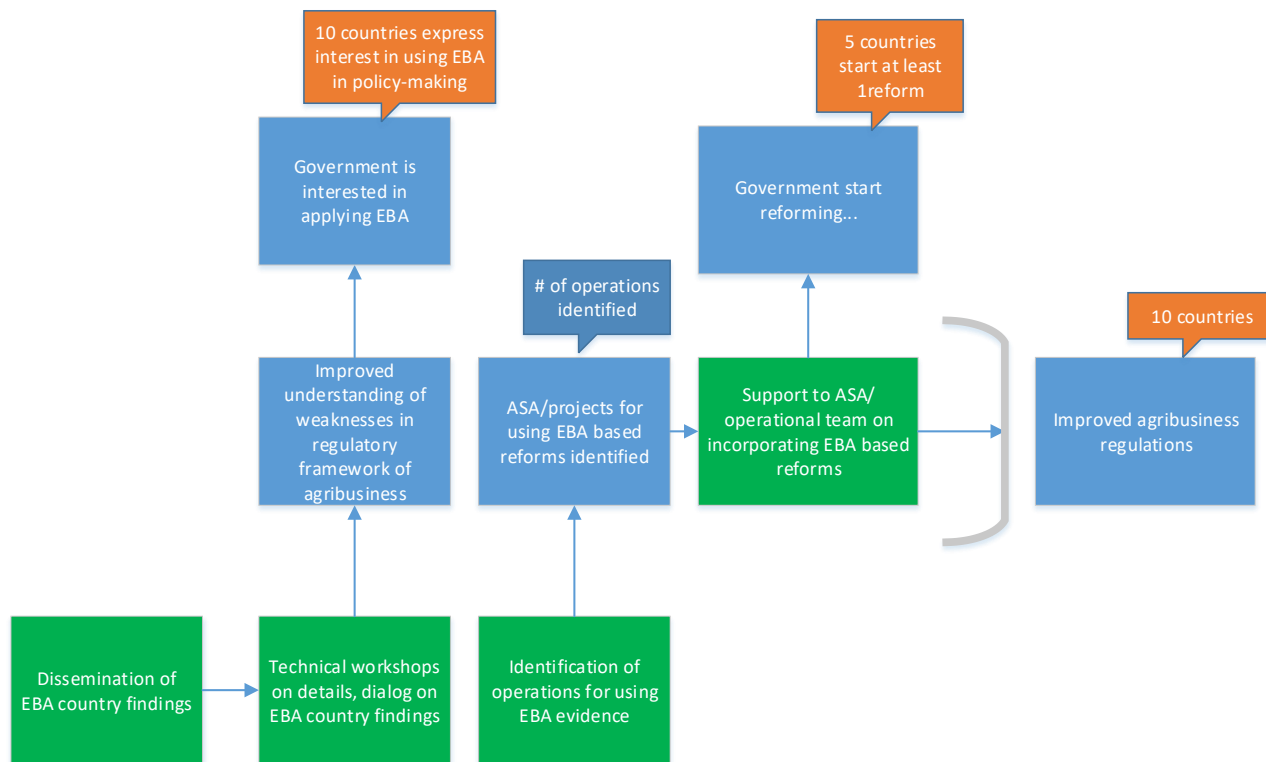 10 countries express
interest in using EBA
in policy-making
5 countries
start at least
1reform
Government is
interested in
applying EBA
Government start
reforming...
# of operations
identified
10 countries
Improved
understanding of
weaknesses in
regulatory
framework of
agribusiness
ASA/projects for
using EBA based
reforms identified
Support to ASA/
operational team on
incorporating EBA based
reforms
Improved agribusiness
regulations
Dissemination of
EBA country findings
Technical workshops
on details, dialog on
EBA country findings
Identification of
operations for using
EBA evidence